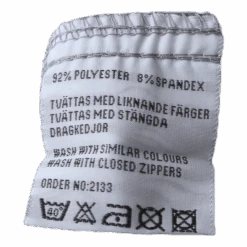 92% POLYESTER 8% SPANDEX
TVÄTTAS MED LIKNANDE FÄRGER
TVÄTTAS MED STÄNGDA
DRAGKEDJOR
WASH WITH SIMILAR COLOURS
WASH WITH CLOSED ZIPPERS
ORDER NO:2133
40